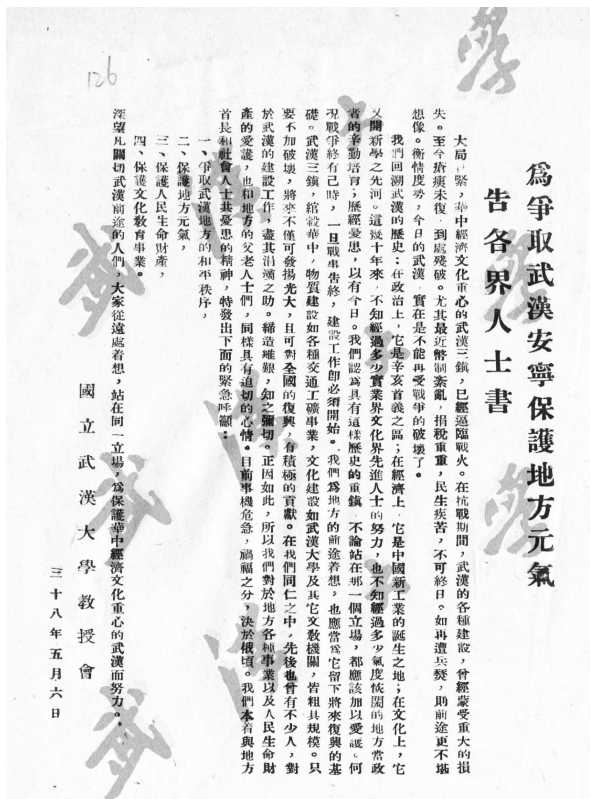 126
為爭取武漢安寧保護地方元氣
告各界人士書
大局已緊,華中經濟文化重心的武漢三鎮,已經逼臨戰火。在抗戰期間,武漢的各種建設,曾經蒙受重大的損
失。至今瘡痍未復,到處殘破。尤其最近幣制紊亂,捐稅重重,民生疾苦,不可終日。如再遭兵燹,則前途更不堪
想像。衡情度勢,今日的武漢,實在是不能再受戰爭的破壞了。
我們回溯武漢的歷史:在政治上,它是辛亥首義之區;在經濟上,它是中國新工業的誕生之地;在文化上,它
又開新學之先河。這幾十年來,不知經過多少實業界文化界先進人士的努力,也不知經過多少氣度恢閎的地方當政
者的辛勤培育;歷經憂患,以有今日。我們認為具有這樣歷史的重鎮,不論站在那一個立場,都應該加以愛護。何
況戰爭終有已時,一旦戰事告終,建設工作即必須開始。我們為地方的前途着想,也應當為它留下將來復興的基
礎。武漢三鎮,綰轂華中,物質建設如各種交通工礦事業,文化建設如武漢大學及其它文教機關,皆粗具規模。只
要不加破壞,將來不僅可發揚光大,且可對全國的復興,有積極的貢獻。在我們同仁之中,先後也曾有不少人,對
於武漢的建設工作,盡其涓滴之助。締造艱難,知之彌切。正因如此,所以我們對於地方各種事業以及人民生命財
產的愛護,也和地方的父老人士們,同樣具有迫切的心情。目前事機危急,禍福之分,決於俄頃。我們本着與地方
首長和社會人士共憂患的精神,特發出下面的緊急呼籲:
一、爭取武漢地方的和平秩序,
二、保護地方元氣,
三、保護人民生命財產,
四、保護文化教育事業。
深望凡關切武漢前途的人們,大家從遠處着想,站在同一立場,為保護華中經濟文化重心的武漢而努力。
國立武漢大學教授會
三十八年五月六日